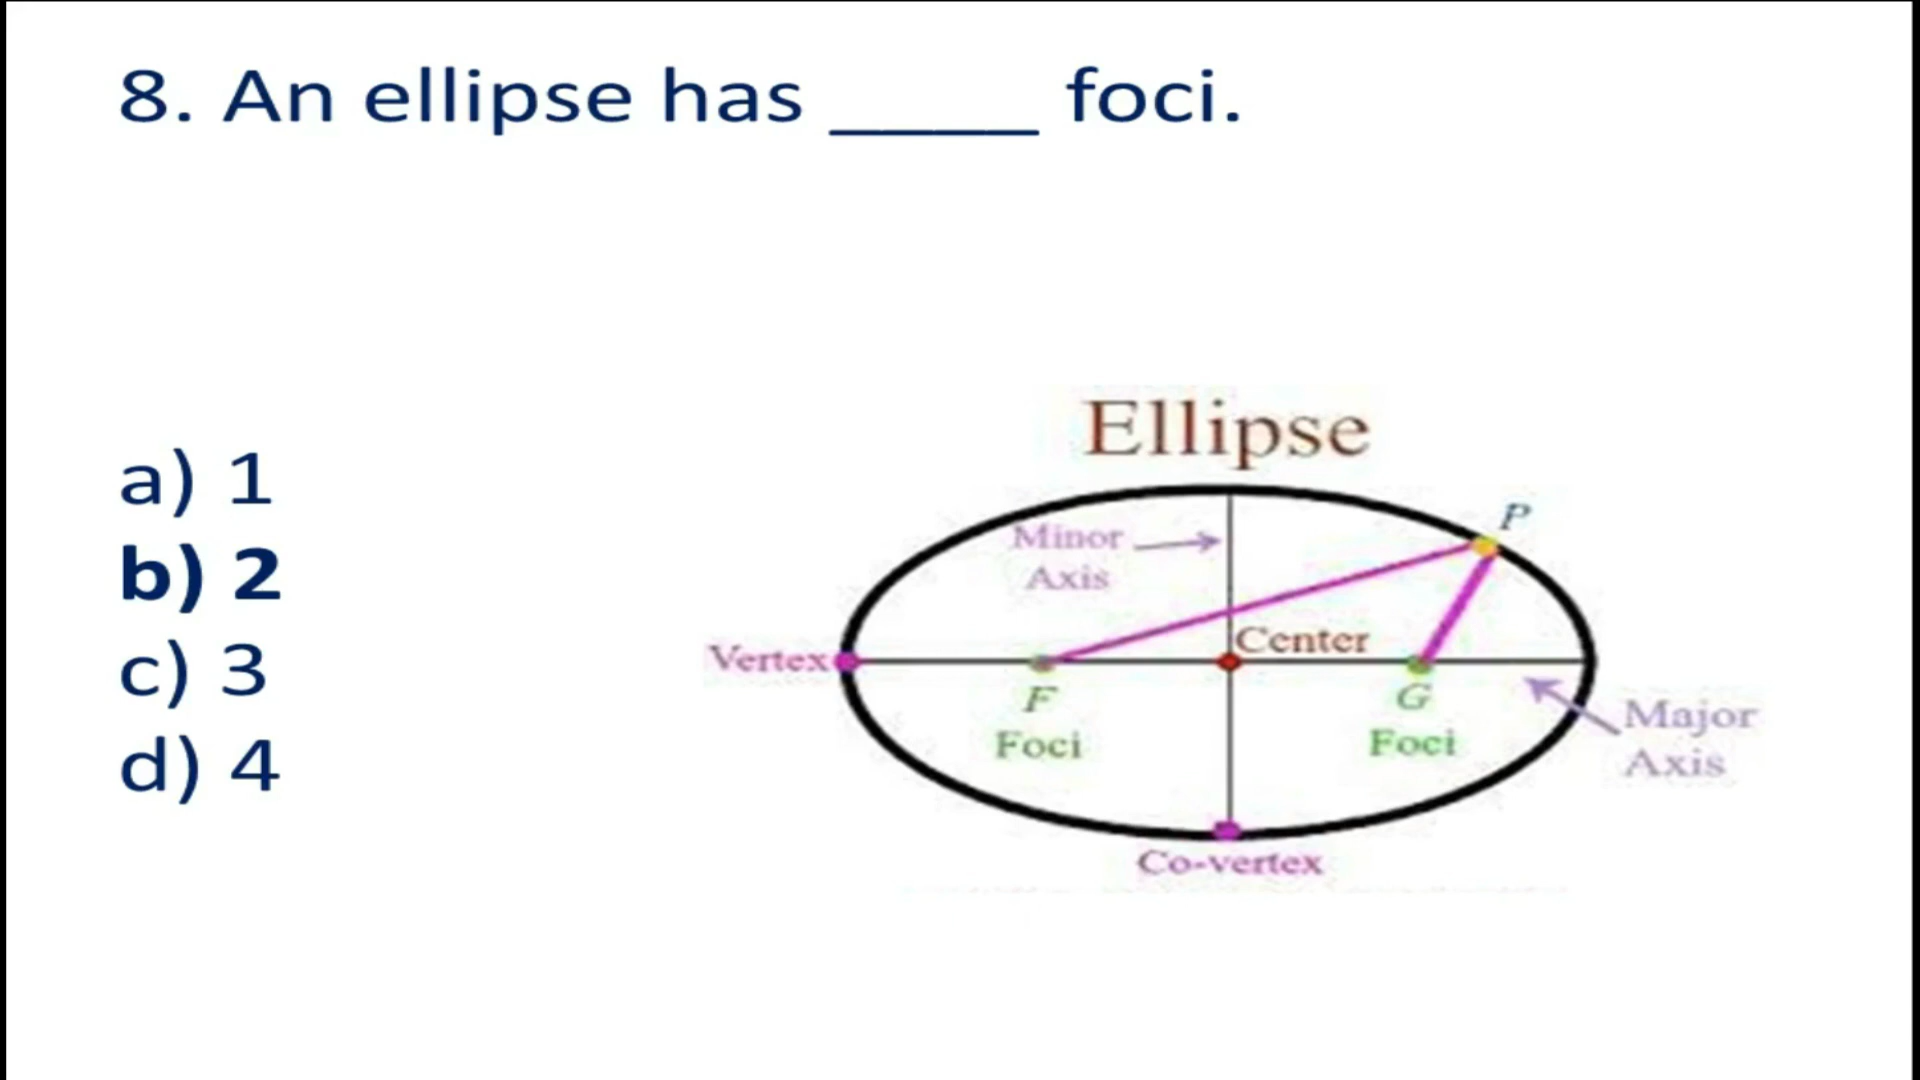 8. An ellipse has ____ foci.
a) 1
b) 2
c) 3
d) 4
Ellipse
P
Minor
Axis
Center
Vertex
F
G
Foci
Foci
Major
Axis
Co-vertex